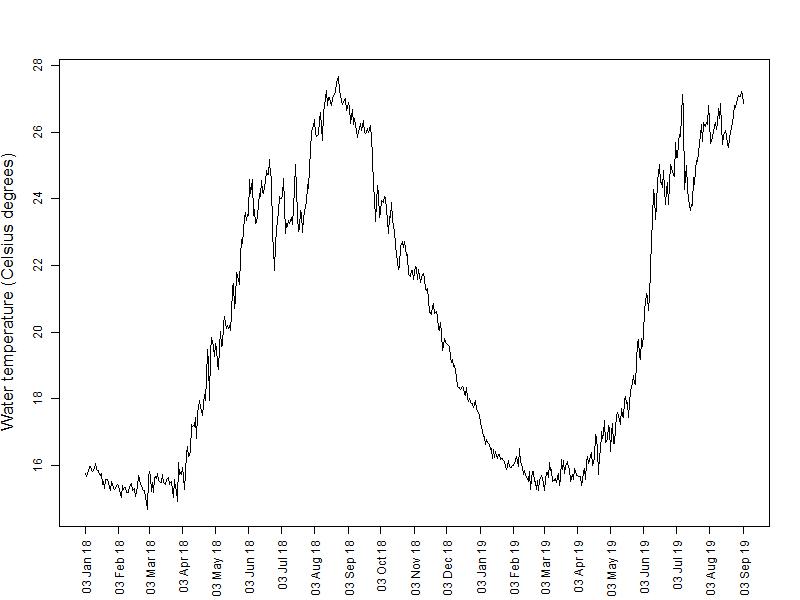 Water temperature (Celsius degrees)
28
26
24
22
20
18
16
03 Jan 18
03 Feb 18
03 Mar 18
03 Apr 18
03 May 18
03 Jun 18
03 Jul 18
03 Aug 18
03 Sep 18
03 Oct 18
03 Nov 18
03 Dec 18
03 Jan 19
03 Feb 19
03 Mar 19
03 Apr 19
03 May 19
03 Jun 19
03 Jul 19
03 Aug 19
03 Sep 19